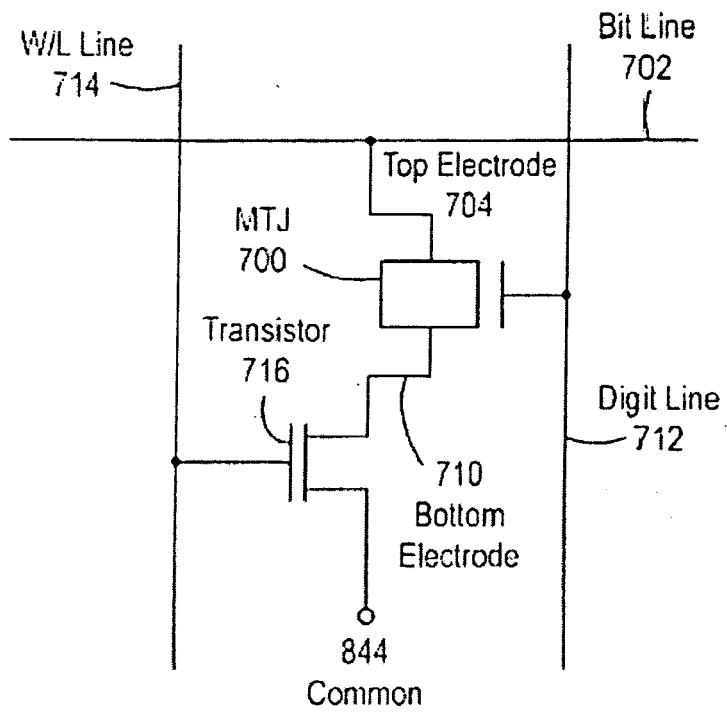 W/L Line
714
Bit Line
702
Top Electrode
704
MTJ
700
Transistor
716
Digit Line
712
710
Bottom
Electrode
844
Common